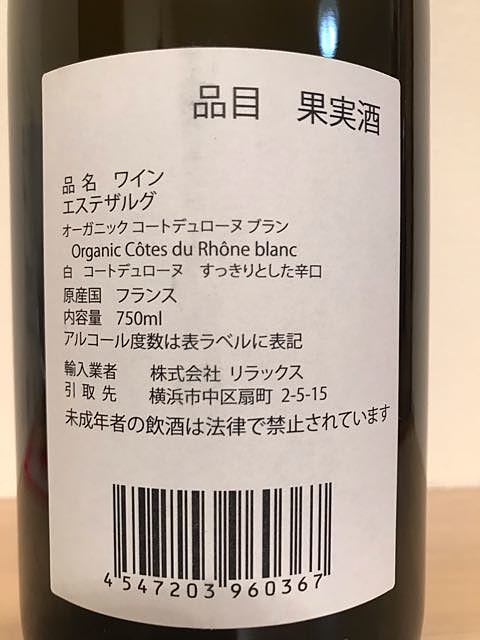 品目 果実酒
品名 ワイン
エステザルグ
オーガニック コートデュローヌ ブラン
Organic Côtes du Rhône blanc
白 コートデュローヌ すっきりとした辛口
原産国 フランス
内容量 750ml
アルコール度数は表ラベルに表記
輸入業者 株式会社 リラックス
引取先 横浜市中区扇町 2-5-15
未成年者の飲酒は法律で禁止されています
4 547203 960367